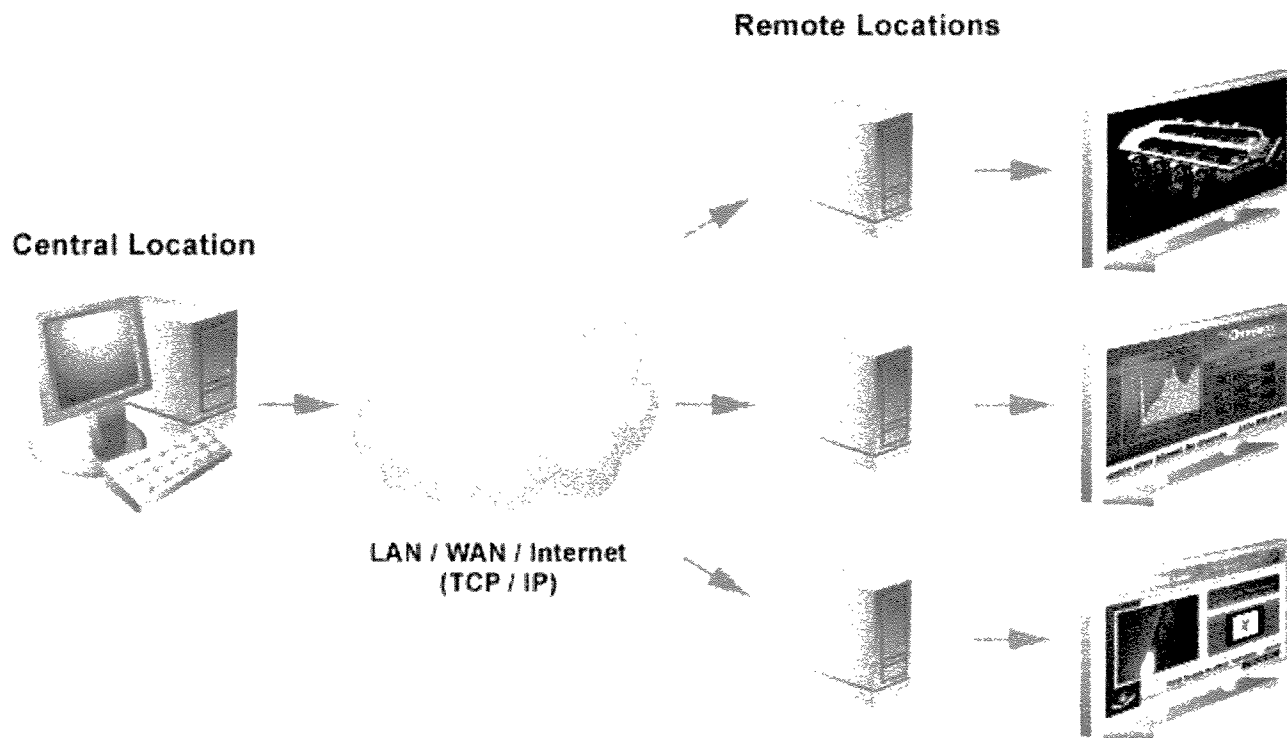 Remote Locations
Central Location
LAN / WAN / Internet
(TCP / IP)